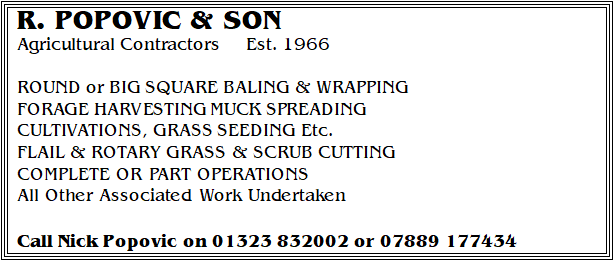 R. POPOVIC & SON
Agricultural Contractors Est. 1966
ROUND or BIG SQUARE BALING & WRAPPING
FORAGE HARVESTING MUCK SPREADING
CULTIVATIONS, GRASS SEEDING Etc.
FLAIL & ROTARY GRASS & SCRUB CUTTING
COMPLETE OR PART OPERATIONS
All Other Associated Work Undertaken
Call Nick Popovic on 01323 832002 or 07889 177434